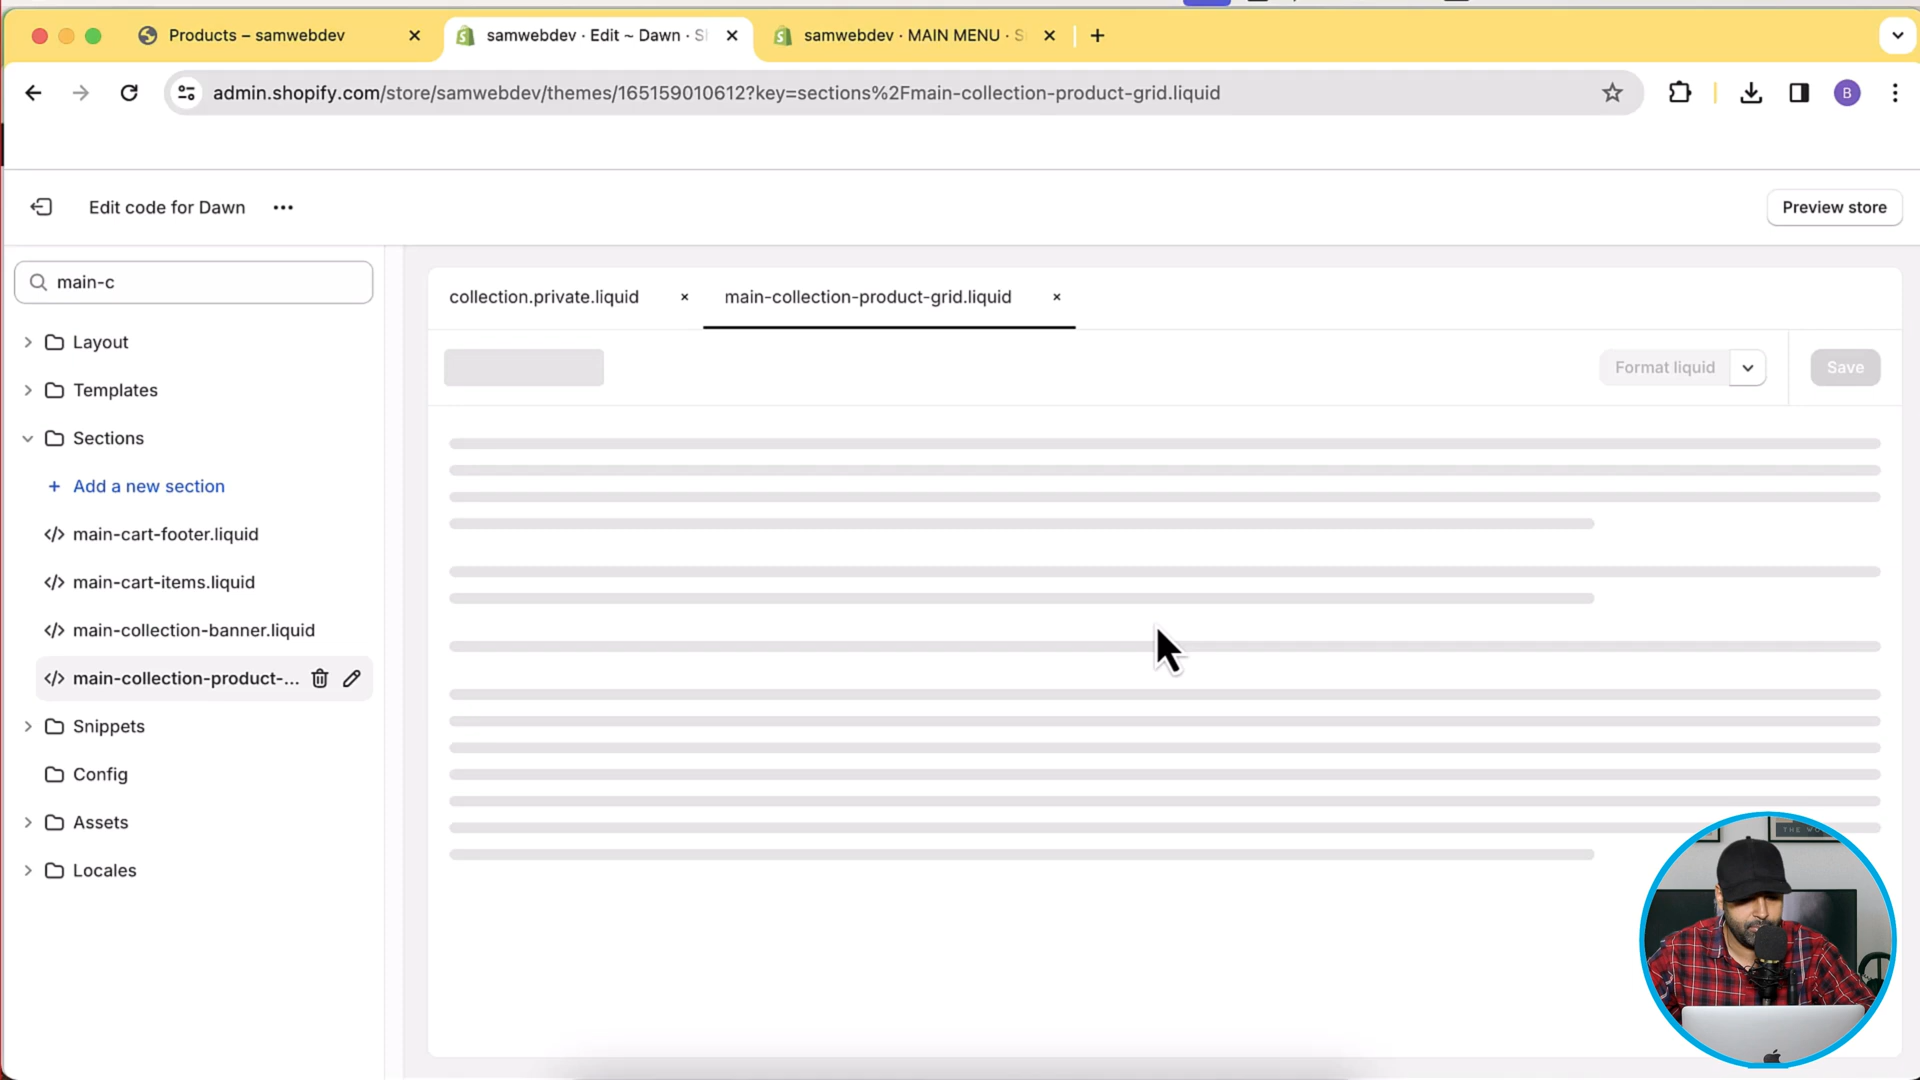 Products – samwebdev
samwebdev · Edit ~ Dawn · S
samwebdev · MAIN MENU · S
admin.shopify.com/store/samwebdev/themes/165159010612?key=sections%2Fmain-collection-product-grid.liquid
B
Edit code for Dawn
Preview store
main-c
collection.private.liquid
main-collection-product-grid.liquid
Format liquid
Save
Layout
Templates
Sections
+ Add a new section
</> main-cart-footer.liquid
</> main-cart-items.liquid
</> main-collection-banner.liquid
</> main-collection-product-...
Snippets
Config
Assets
Locales
THE